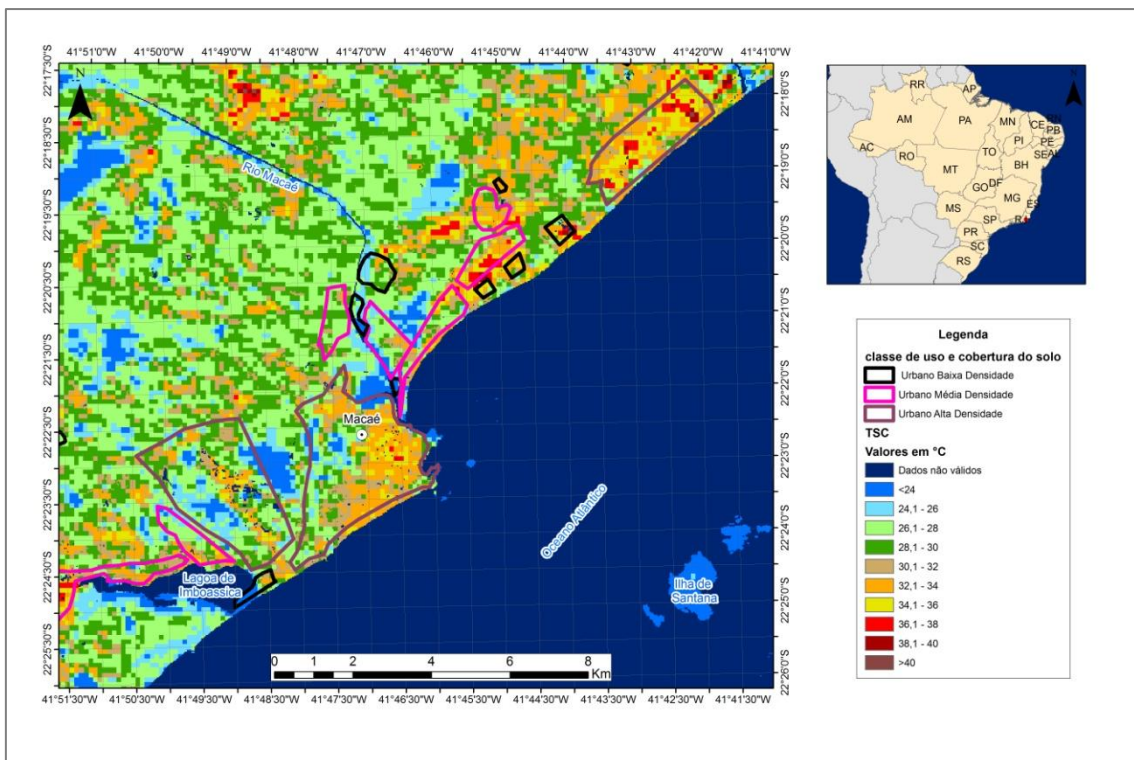 41°51'0"W 41°50'0"W 41°49'0"W 41°48'0"W 41°47'0"W 41°46'0"W 41°45'0"W 41°44'0"W 41°43'0"W 41°42'0"W 41°41'0"W
22°17'30"S
22°18'30"S
22°19'30"S
22°20'30"S
22°21'30"S
22°22'30"S
22°23'30"S
22°24'30"S
22°25'30"S
N
Rio Macaé
Macaé
Oceano Atlântico
Lagoa de
Imboassica
Ilha de
Santana
0 1 2 4 6 8
Km
22°18'0"S
22°19'0"S
22°20'0"S
22°21'0"S
22°22'0"S
22°23'0"S
22°24'0"S
22°25'0"S
22°26'0"S
41°51'30"W 41°50'30"W 41°49'30"W 41°48'30"W 41°47'30"W 41°46'30"W 41°45'30"W 41°44'30"W 41°43'30"W 41°42'30"W 41°41'30"W
N
RR AP
AM PA MN CE RN
PB
PI PE
AC RO TO SE AL
MT BH
GO DF
MG
MS ES
SP RJ
PR
SC
RS
Legenda
classe de uso e cobertura do solo
Urbano Baixa Densidade
Urbano Média Densidade
Urbano Alta Densidade
TSC
Valores em °C
Dados não válidos
<24
24,1 - 26
26,1 - 28
28,1 - 30
30,1 - 32
32,1 - 34
34,1 - 36
36,1 - 38
38,1 - 40
>40